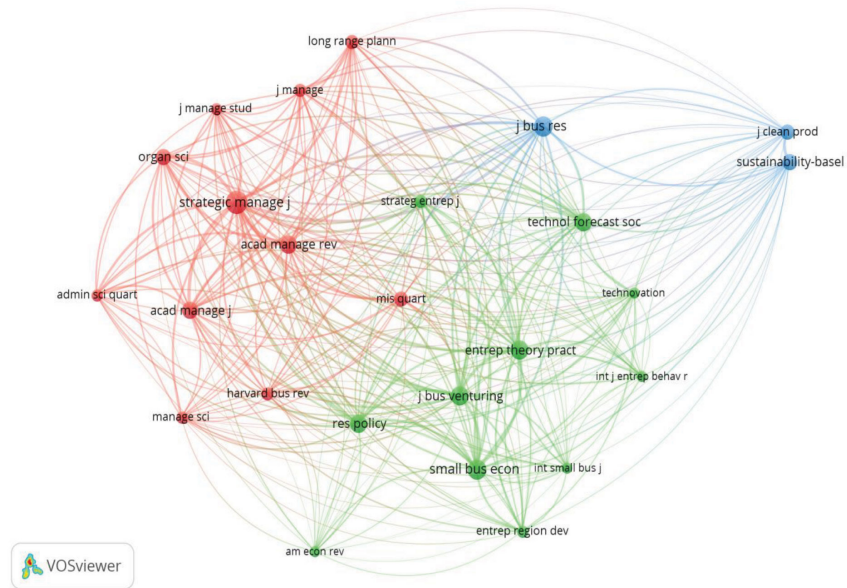 long range plann
j manage
j manage stud
j bus res
j clean prod
organ sci
sustainability-basel
strategic manage j
strateg entrep j
technol forecast soc
acad manage rev
admin sci quart
mis quart
technovation
acad manage j
entrep theory pract
int j entrep behav r
harvard bus rev
j bus venturing
manage sci
res policy
small bus econ
int small bus j
entrep region dev
am econ rev
VOSviewer